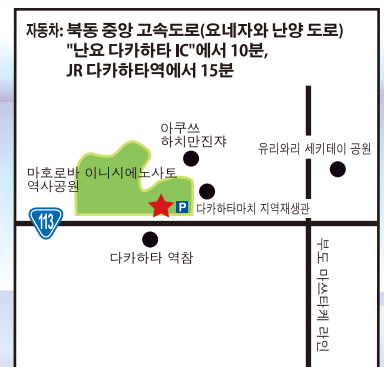 자동차: 북동 중앙 고속도로(요네자와 난양 도로)
"난요 다카하타 IC"에서 10분,
JR 다카하타역에서 15분
아쿠쓰
하치만진쟈
유리와리 세키테이 공원
마호로바 이니시에노사토
역사공원
P
다카하타마치 지역재생관
113
다카하타 역참
부도 마쓰타케 라인